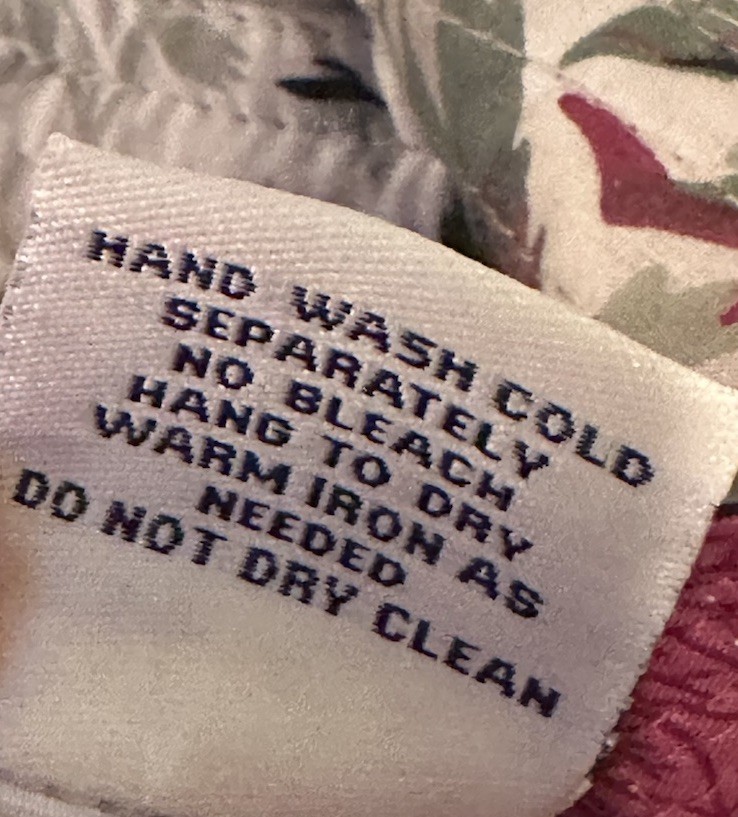 HAND WASH COLD
SEPARATELY
NO BLEACH
HANG TO DRY
WARM IRON AS
NEEDED
DO NOT DRY CLEAN